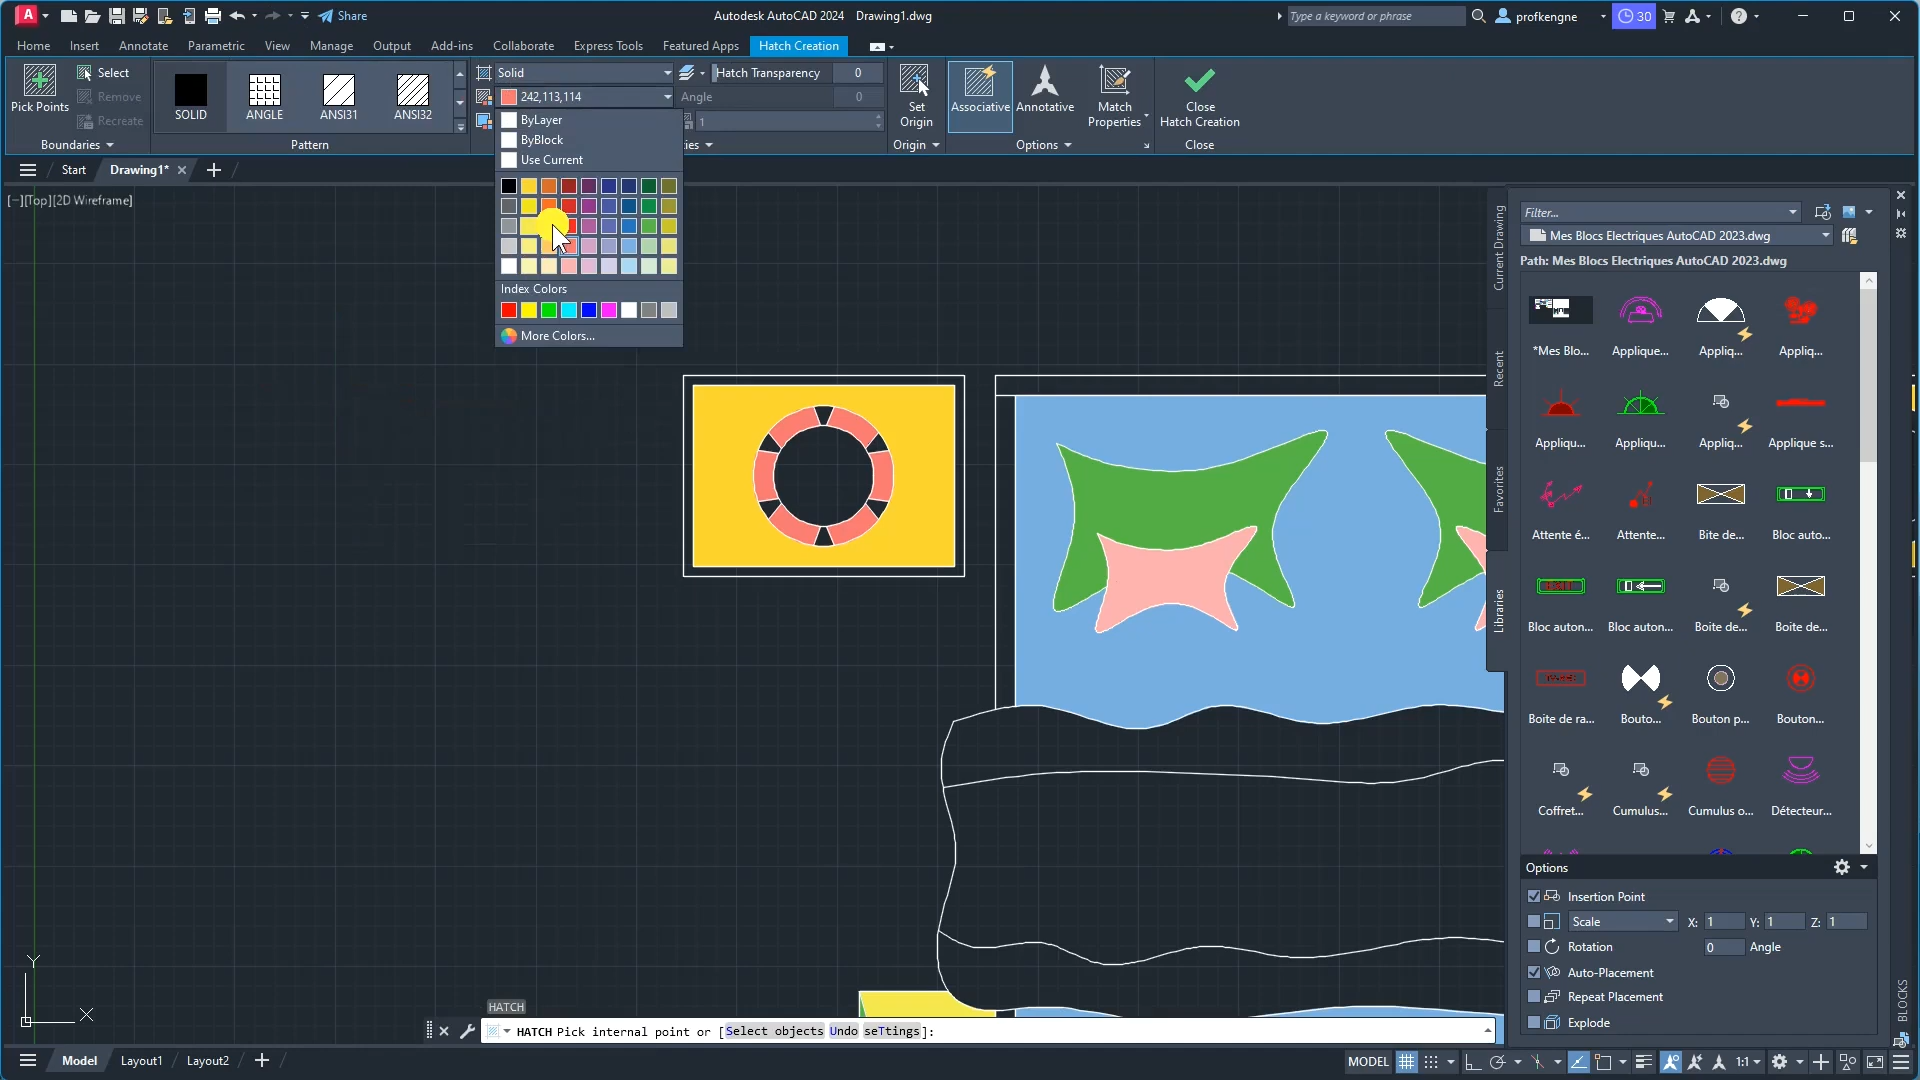 Share
Autodesk AutoCAD 2024 Drawing1.dwg
Type a keyword or phrase
profkengne
30
Home Insert Annotate Parametric View Manage Output Add-ins Collaborate Express Tools Featured Apps Hatch Creation
Pick Points
Select
Remove
Recreate
Boundaries
SOLID ANGLE ANSI31 ANSI32
Pattern
Solid
242,113,114
Hatch Transparency 0
Angle 0
1
ies
Set
Origin
Origin
Associative
Annotative
Match
Properties
Options
Close
Hatch Creation
Close
ByLayer
ByBlock
Use Current
Index Colors
More Colors...
Start Drawing1*
[−][Top][2D Wireframe]
Current Drawing
Recent
Favorites
Libraries
Filter...
Mes Blocs Electriques AutoCAD 2023.dwg
Path: Mes Blocs Electriques AutoCAD 2023.dwg
*Mes Blo... Applique... Appliq... Appliq...
Appliqu... Appliqu... Appliq... Applique s...
Attente é... Attente... Bite de... Bloc auto...
Bloc auton... Bloc auton... Boite de... Boite de...
Boite de ra... Bouto... Bouton p... Bouton...
Coffret... Cumulus... Cumulus o... Détecteur...
Options
Insertion Point
Scale X: 1 Y: 1 Z: 1
Rotation 0 Angle
Auto-Placement
Repeat Placement
Explode
BLOCKS
Y
X
HATCH
HATCH Pick internal point or [Select objects Undo seTtings]:
Model Layout1 Layout2
MODEL 1:1